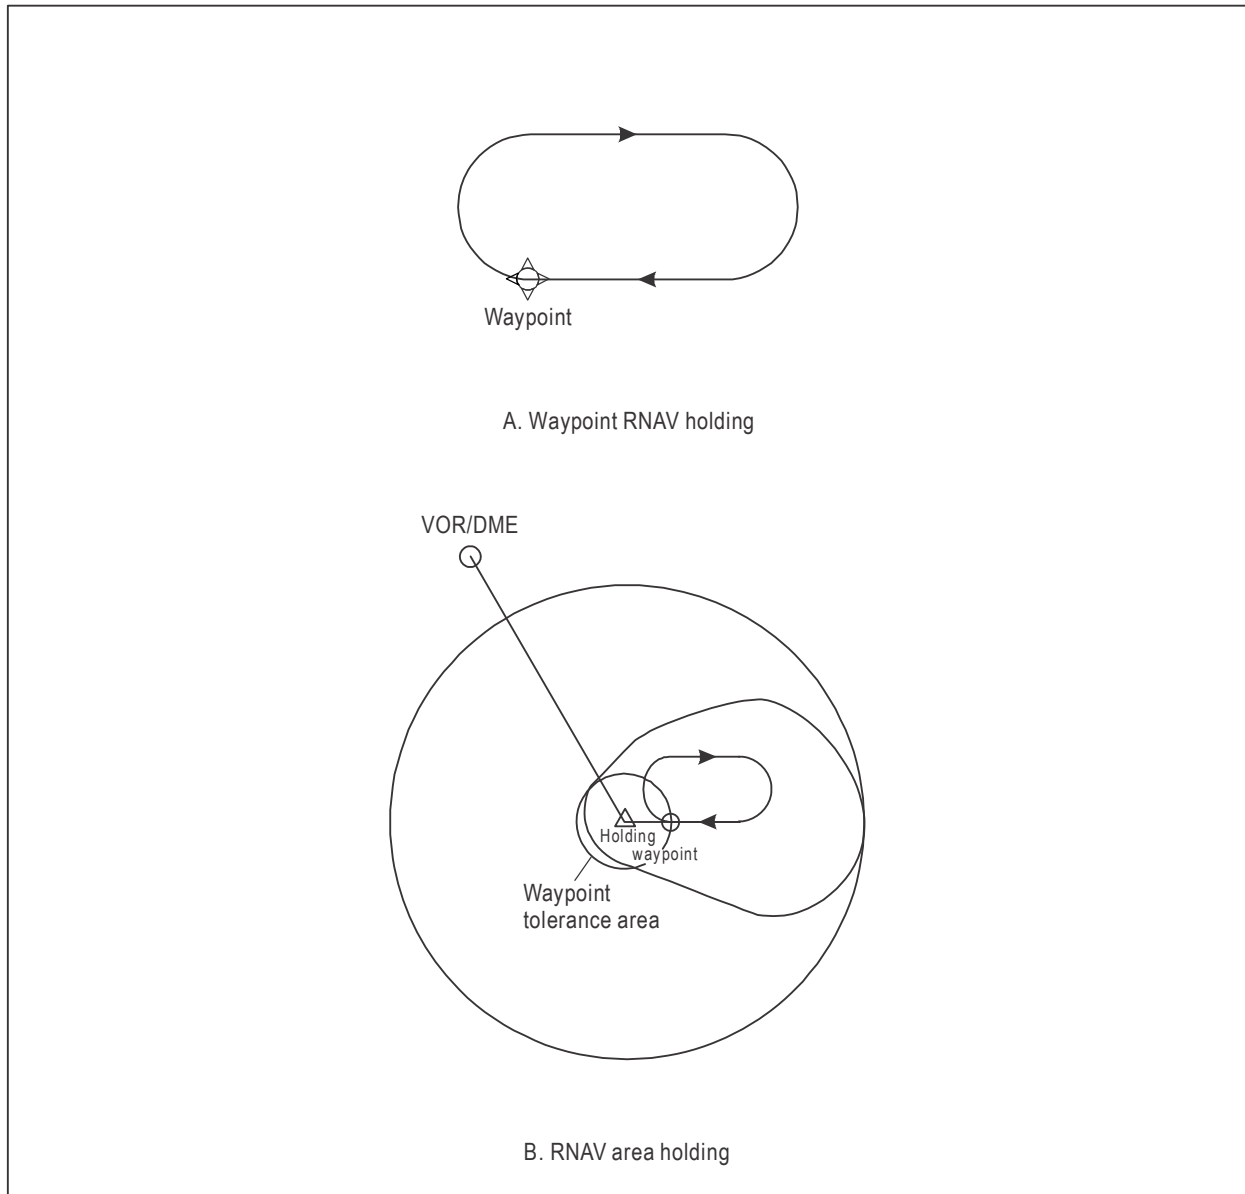 Waypoint
A. Waypoint RNAV holding
VOR/DME
Holding
waypoint
Waypoint
tolerance area
B. RNAV area holding